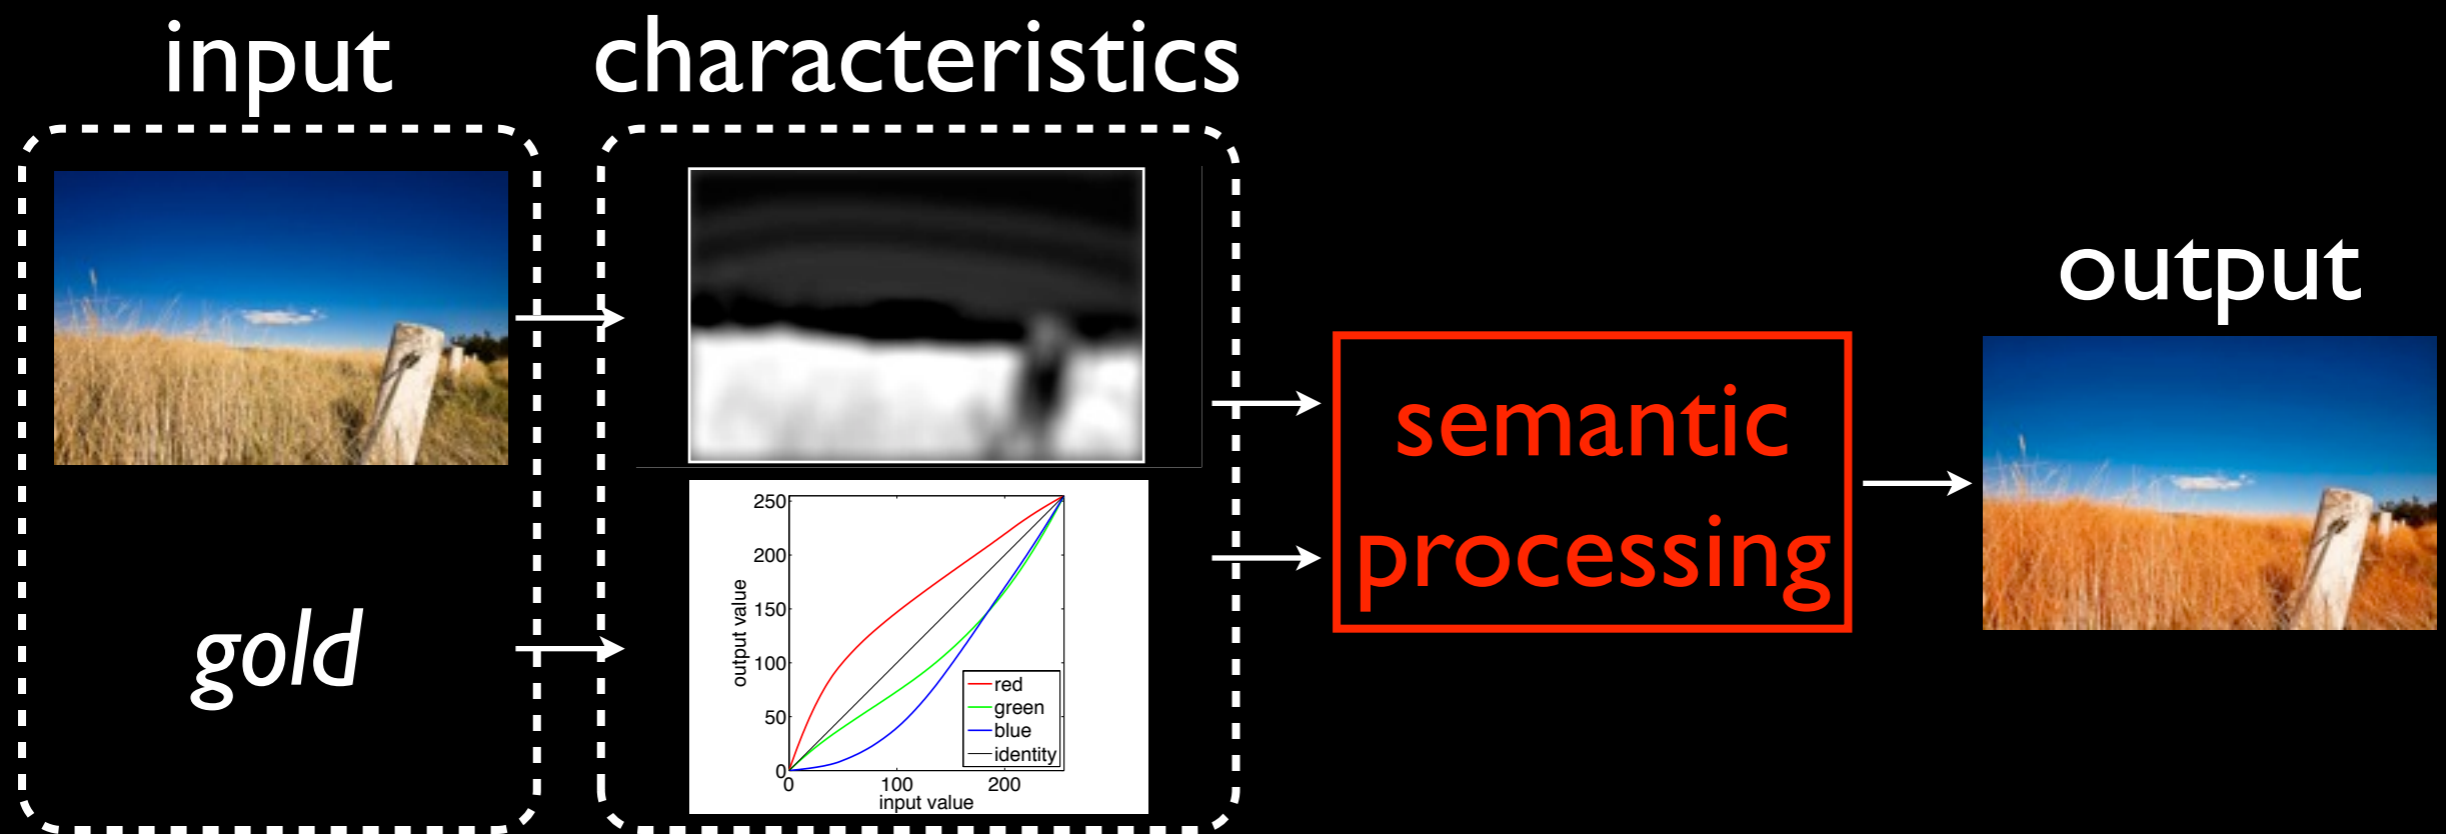 input
characteristics
output
gold
semantic
processing
250
200
150
100
50
0
output value
0 100 200
input value
red
green
blue
identity